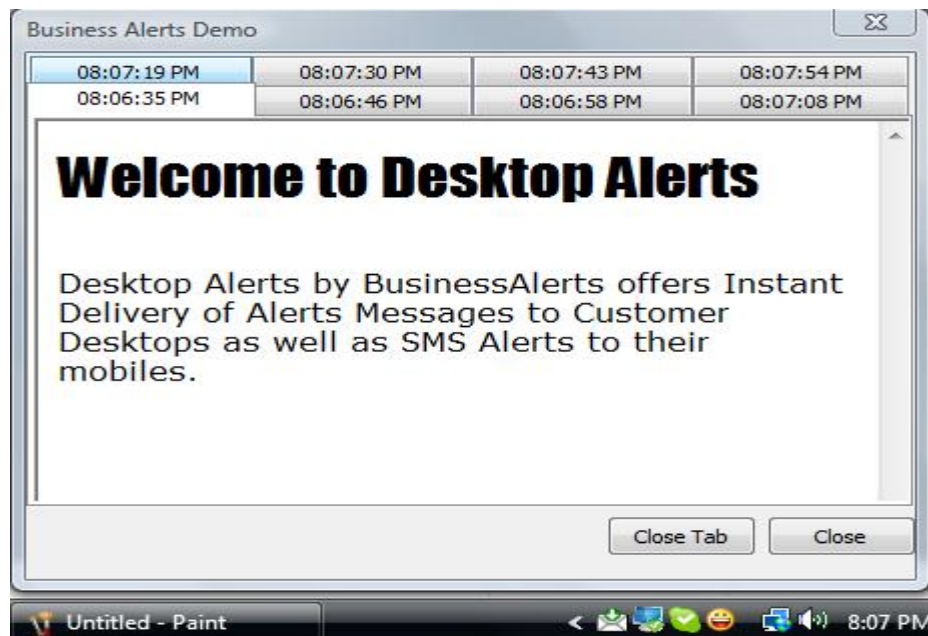 Business Alerts Demo
08:07:19 PM 08:07:30 PM 08:07:43 PM 08:07:54 PM
08:06:35 PM 08:06:46 PM 08:06:58 PM 08:07:08 PM
Welcome to Desktop Alerts
Desktop Alerts by BusinessAlerts offers Instant
Delivery of Alerts Messages to Customer
Desktops as well as SMS Alerts to their
mobiles.
Close Tab Close
Untitled - Paint < 8:07 PM